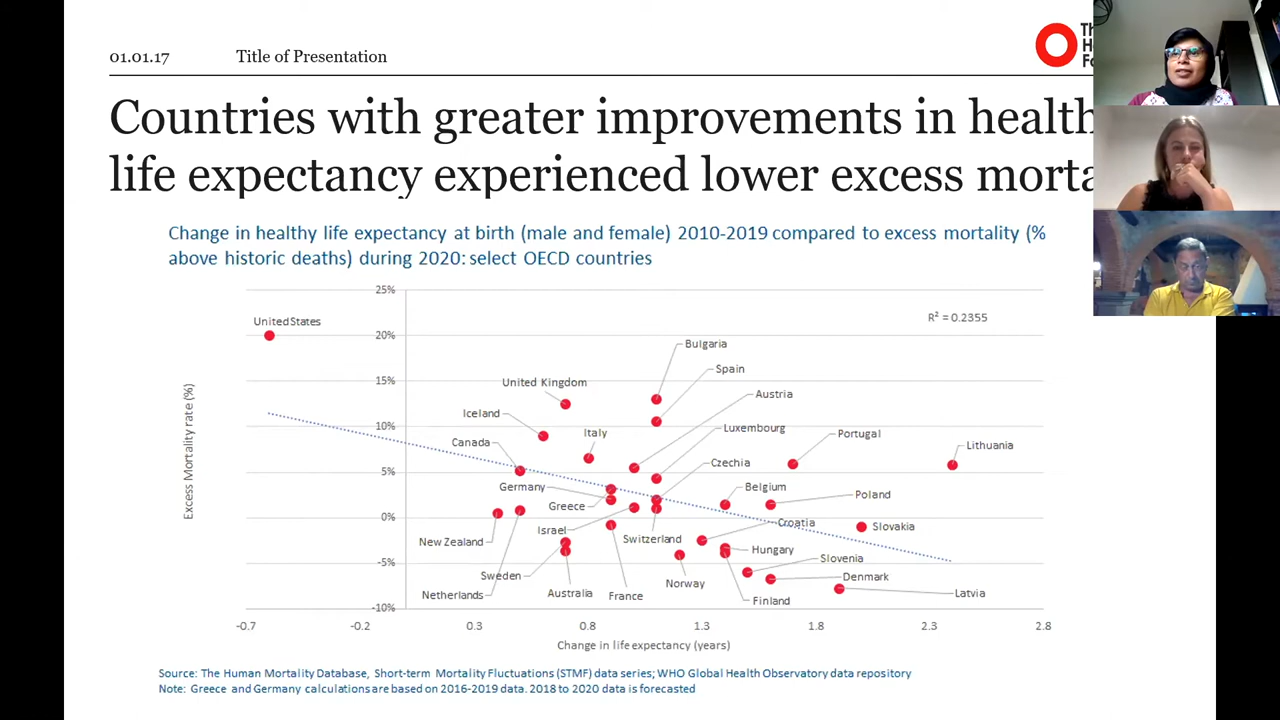 01.01.17 Title of Presentation
Countries with greater improvements in health
life expectancy experienced lower excess morta
Change in healthy life expectancy at birth (male and female) 2010-2019 compared to excess mortality (%
above historic deaths) during 2020: select OECD countries
25%
R² = 0.2355
United States
20%
Bulgaria
Spain
United Kingdom
15%
Austria
Iceland
Italy
Luxembourg
10%
Portugal
Canada
Lithuania
Czechia
5%
Germany
Belgium
Poland
Greece
0%
Israel
Croatia
Slovakia
New Zealand
Switzerland
Hungary
-5%
Slovenia
Sweden
Norway
Denmark
Netherlands
Australia
France
Finland
Latvia
-10%
-0.7 -0.2 0.3 0.8 1.3 1.8 2.3 2.8
Excess Mortality rate (%)
Change in life expectancy (years)
Source: The Human Mortality Database, Short-term Mortality Fluctuations (STMF) data series; WHO Global Health Observatory data repository
Note: Greece and Germany calculations are based on 2016-2019 data. 2018 to 2020 data is forecasted